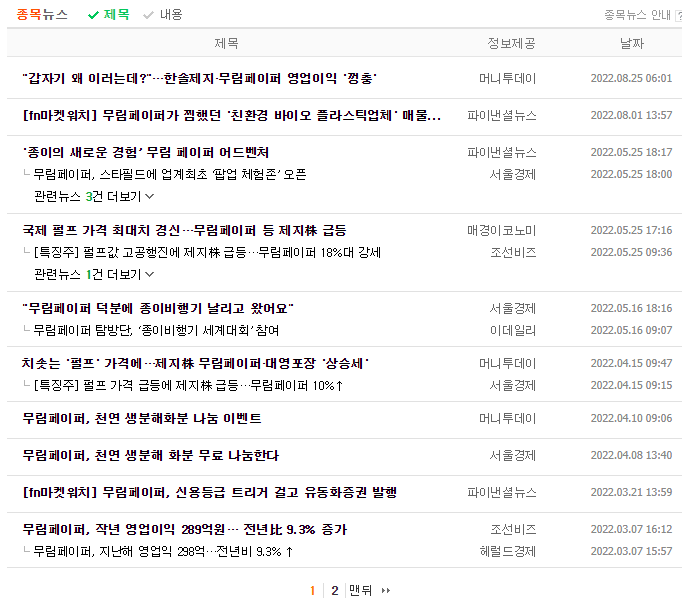 종목뉴스 제목 내용 종목뉴스 안내 ?
제목 정보제공 날짜
"갑자기 왜 이러는데?"…한솔제지·무림페이퍼 영업이익 '껑충' 머니투데이 2022.08.25 06:01
[fn마켓워치] 무림페이퍼가 찜했던 '친환경 바이오 플라스틱업체' 매물... 파이낸셜뉴스 2022.08.01 13:57
'종이의 새로운 경험' 무림 페이퍼 어드벤처 파이낸셜뉴스 2022.05.25 18:17
무림페이퍼, 스타필드에 업계최초 '팝업 체험존' 오픈 서울경제 2022.05.25 18:00
관련뉴스 3건 더보기
국제 펄프 가격 최대치 경신…무림페이퍼 등 제지株 급등 매경이코노미 2022.05.25 17:16
[특징주] 펄프값 고공행진에 제지株 급등…무림페이퍼 18%대 강세 조선비즈 2022.05.25 09:36
관련뉴스 1건 더보기
"무림페이퍼 덕분에 종이비행기 날리고 왔어요" 서울경제 2022.05.16 18:16
무림페이퍼 탐방단, '종이비행기 세계대회' 참여 이데일리 2022.05.16 09:07
치솟는 '펄프' 가격에…제지株 무림페이퍼·대영포장 '상승세' 머니투데이 2022.04.15 09:47
[특징주] 펄프 가격 급등에 제지株 급등…무림페이퍼 10%↑ 서울경제 2022.04.15 09:15
무림페이퍼, 천연 생분해화분 나눔 이벤트 머니투데이 2022.04.10 09:06
무림페이퍼, 천연 생분해 화분 무료 나눔한다 서울경제 2022.04.08 13:40
[fn마켓워치] 무림페이퍼, 신용등급 트리거 걸고 유동화증권 발행 파이낸셜뉴스 2022.03.21 13:59
무림페이퍼, 작년 영업이익 289억원… 전년比 9.3% 증가 조선비즈 2022.03.07 16:12
무림페이퍼, 지난해 영업익 298억…전년비 9.3% ↑ 헤럴드경제 2022.03.07 15:57
1 2 맨뒤